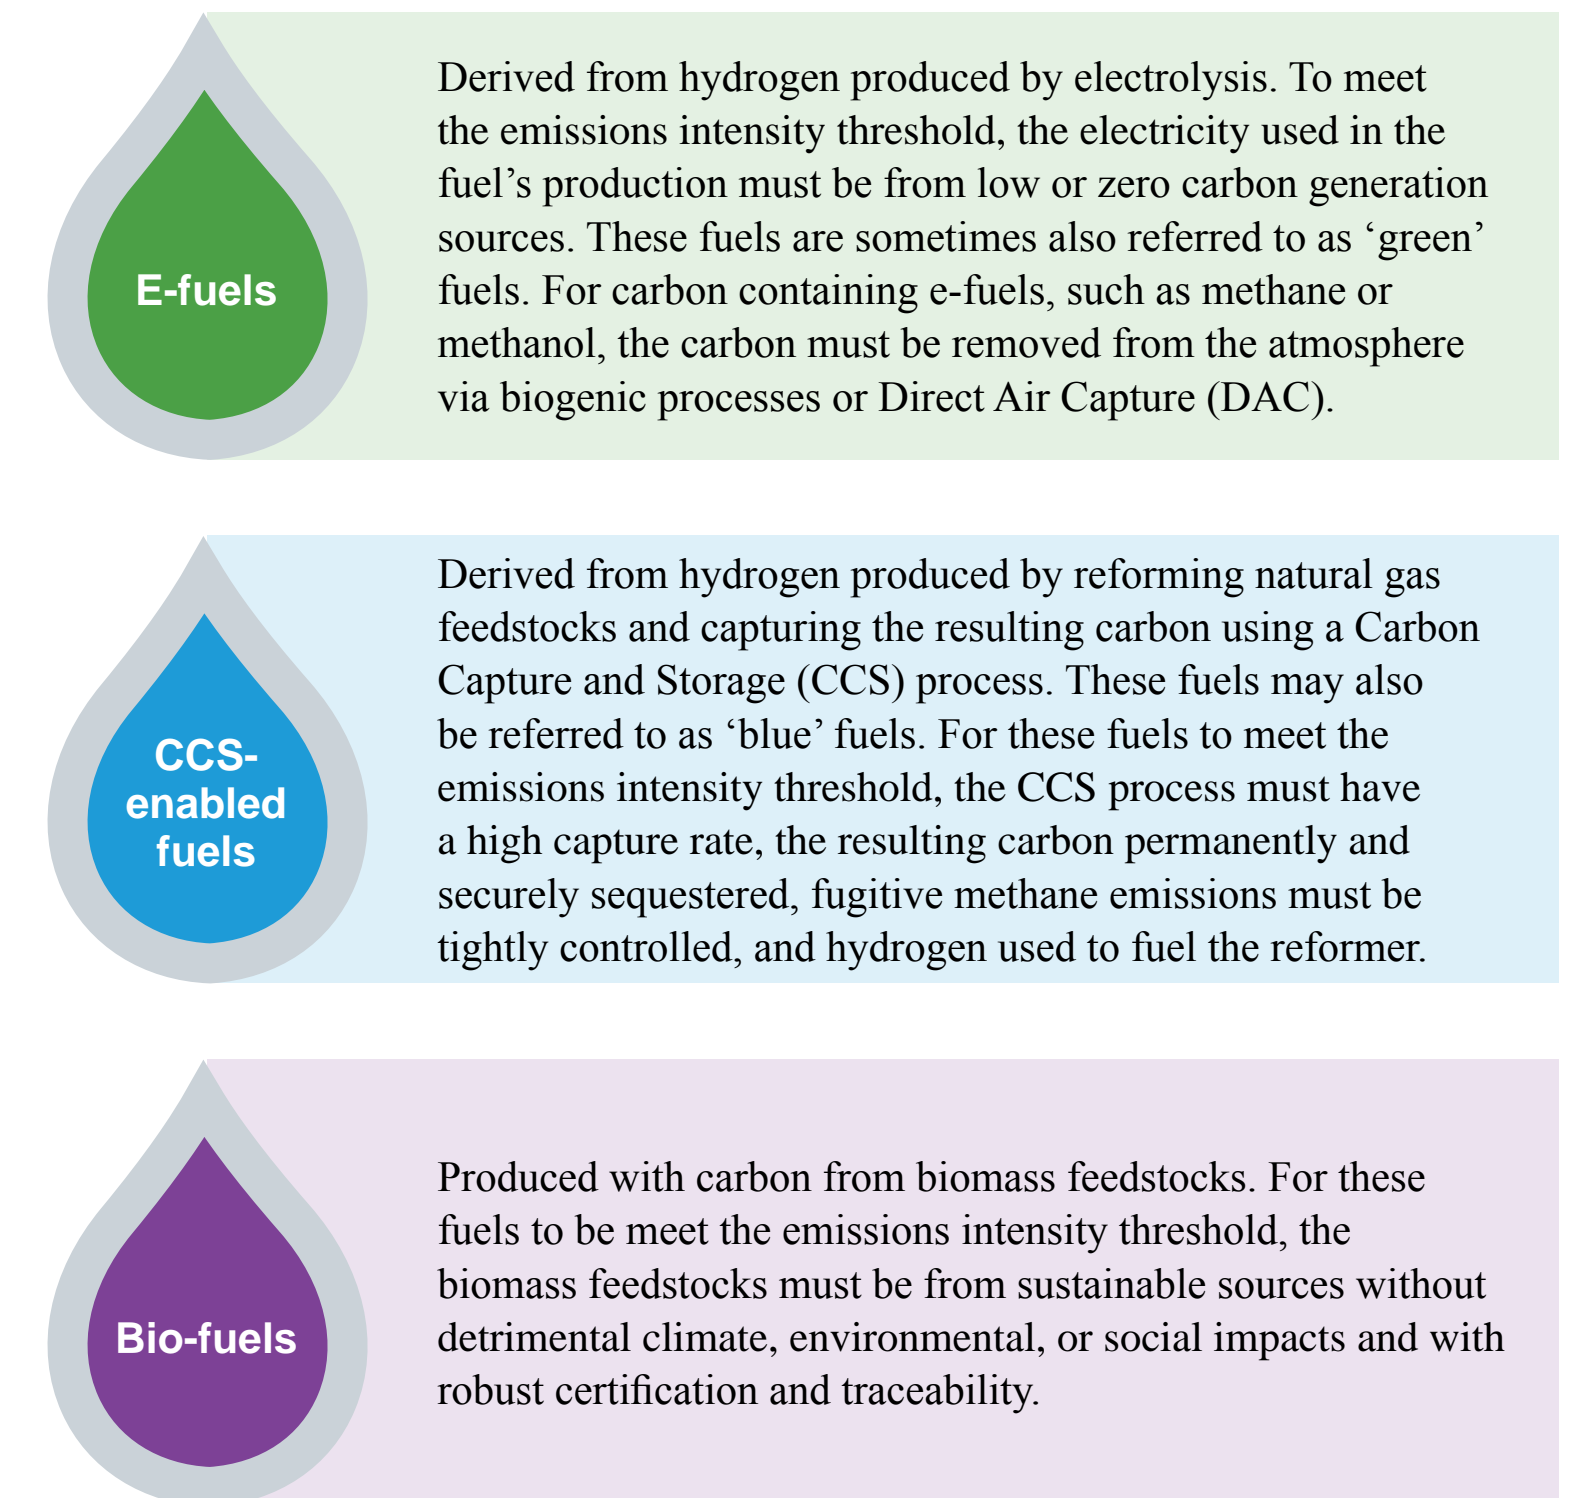 E-fuels
Derived from hydrogen produced by electrolysis. To meet
the emissions intensity threshold, the electricity used in the
fuel’s production must be from low or zero carbon generation
sources. These fuels are sometimes also referred to as ‘green’
fuels. For carbon containing e-fuels, such as methane or
methanol, the carbon must be removed from the atmosphere
via biogenic processes or Direct Air Capture (DAC).
CCS-
enabled
fuels
Derived from hydrogen produced by reforming natural gas
feedstocks and capturing the resulting carbon using a Carbon
Capture and Storage (CCS) process. These fuels may also
be referred to as ‘blue’ fuels. For these fuels to meet the
emissions intensity threshold, the CCS process must have
a high capture rate, the resulting carbon permanently and
securely sequestered, fugitive methane emissions must be
tightly controlled, and hydrogen used to fuel the reformer.
Bio-fuels
Produced with carbon from biomass feedstocks. For these
fuels to be meet the emissions intensity threshold, the
biomass feedstocks must be from sustainable sources without
detrimental climate, environmental, or social impacts and with
robust certification and traceability.